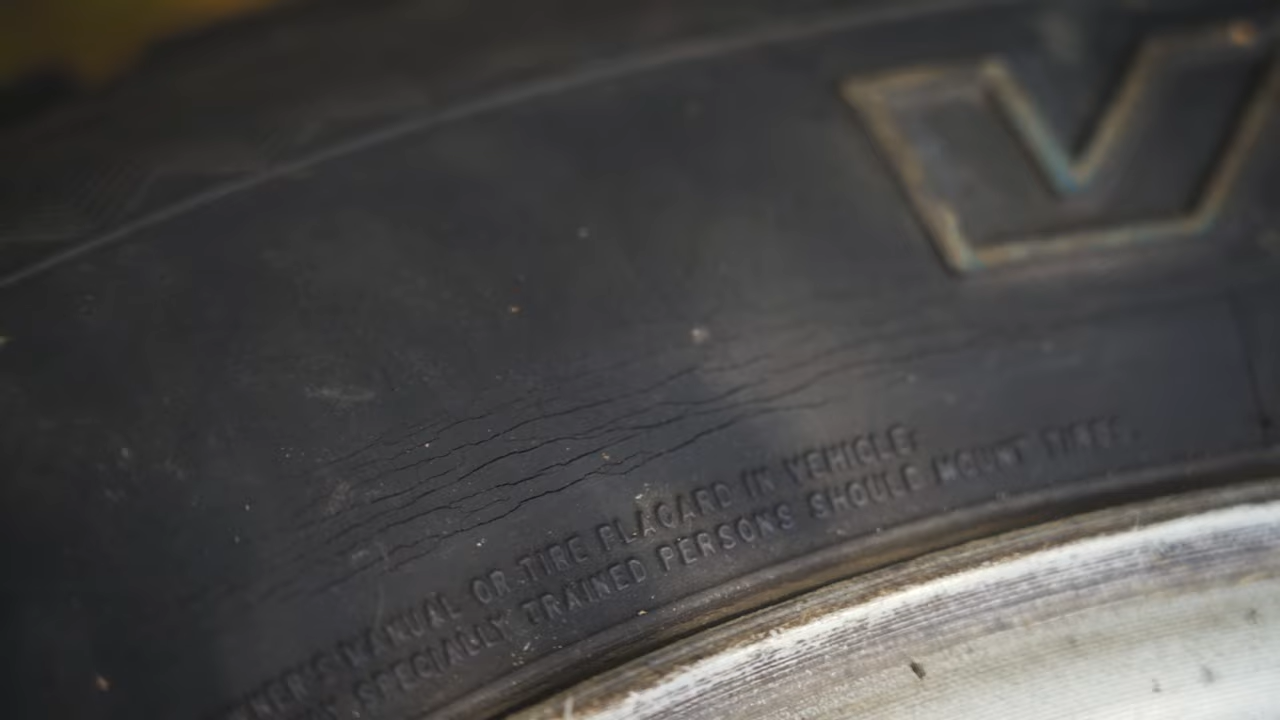 V
MANUAL OR TIRE PLACARD IN VEHICLE.
SPECIALLY TRAINED PERSONS SHOULD MOUNT TIRES.